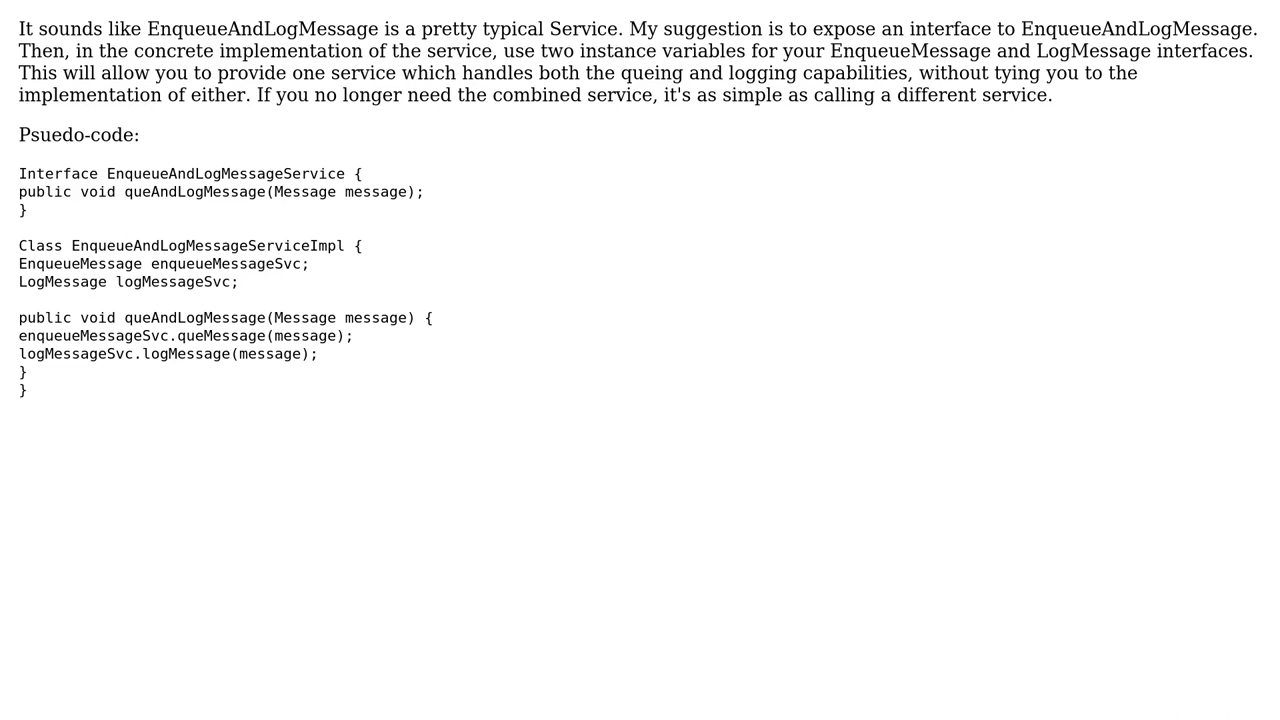 It sounds like EnqueueAndLogMessage is a pretty typical Service. My suggestion is to expose an interface to EnqueueAndLogMessage.
Then, in the concrete implementation of the service, use two instance variables for your EnqueueMessage and LogMessage interfaces.
This will allow you to provide one service which handles both the queing and logging capabilities, without tying you to the
implementation of either. If you no longer need the combined service, it's as simple as calling a different service.
Psuedo-code:
Interface EnqueueAndLogMessageService {
public void queAndLogMessage(Message message);
}
Class EnqueueAndLogMessageServiceImpl {
EnqueueMessage enqueueMessageSvc;
LogMessage logMessageSvc;
public void queAndLogMessage(Message message) {
enqueueMessageSvc.queMessage(message);
logMessageSvc.logMessage(message);
}
}